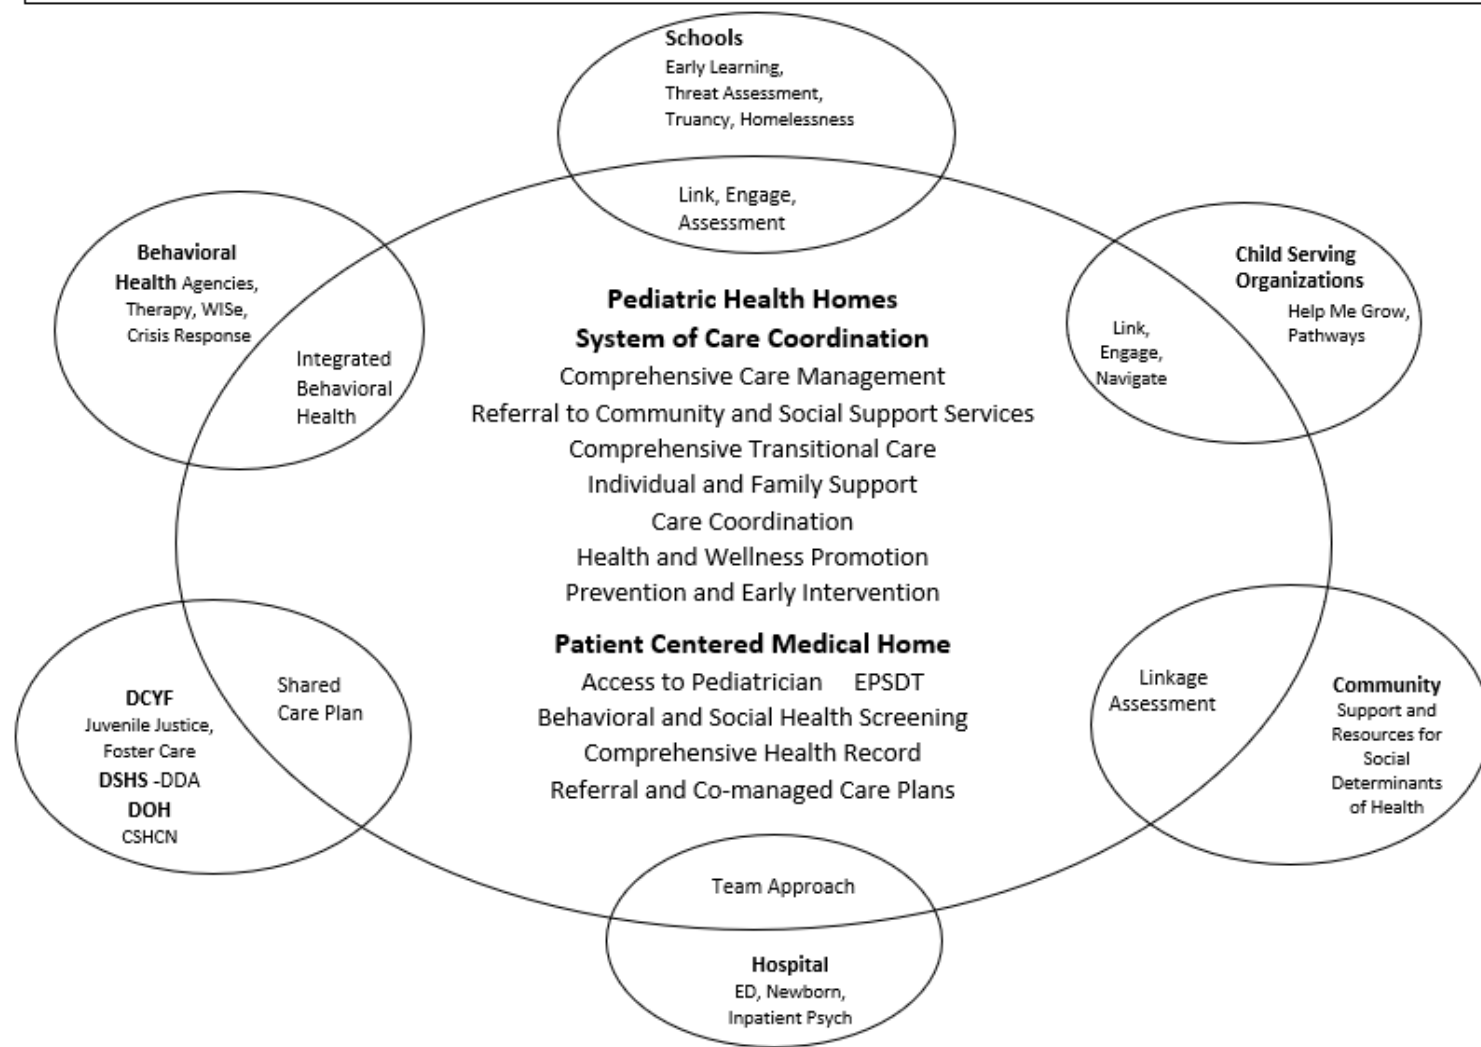 Schools
Early Learning,
Threat Assessment,
Truancy, Homelessness
Link, Engage,
Assessment
Behavioral
Health Agencies,
Therapy, WISe,
Crisis Response
Integrated
Behavioral
Health
Child Serving
Organizations
Help Me Grow,
Pathways
Link,
Engage,
Navigate
Pediatric Health Homes
System of Care Coordination
Comprehensive Care Management
Referral to Community and Social Support Services
Comprehensive Transitional Care
Individual and Family Support
Care Coordination
Health and Wellness Promotion
Prevention and Early Intervention
Patient Centered Medical Home
Access to Pediatrician EPSDT
Behavioral and Social Health Screening
Comprehensive Health Record
Referral and Co-managed Care Plans
DCYF
Juvenile Justice,
Foster Care
DSHS -DDA
DOH
CSHCN
Shared
Care Plan
Linkage
Assessment
Community
Support and
Resources for
Social
Determinants
of Health
Team Approach
Hospital
ED, Newborn,
Inpatient Psych